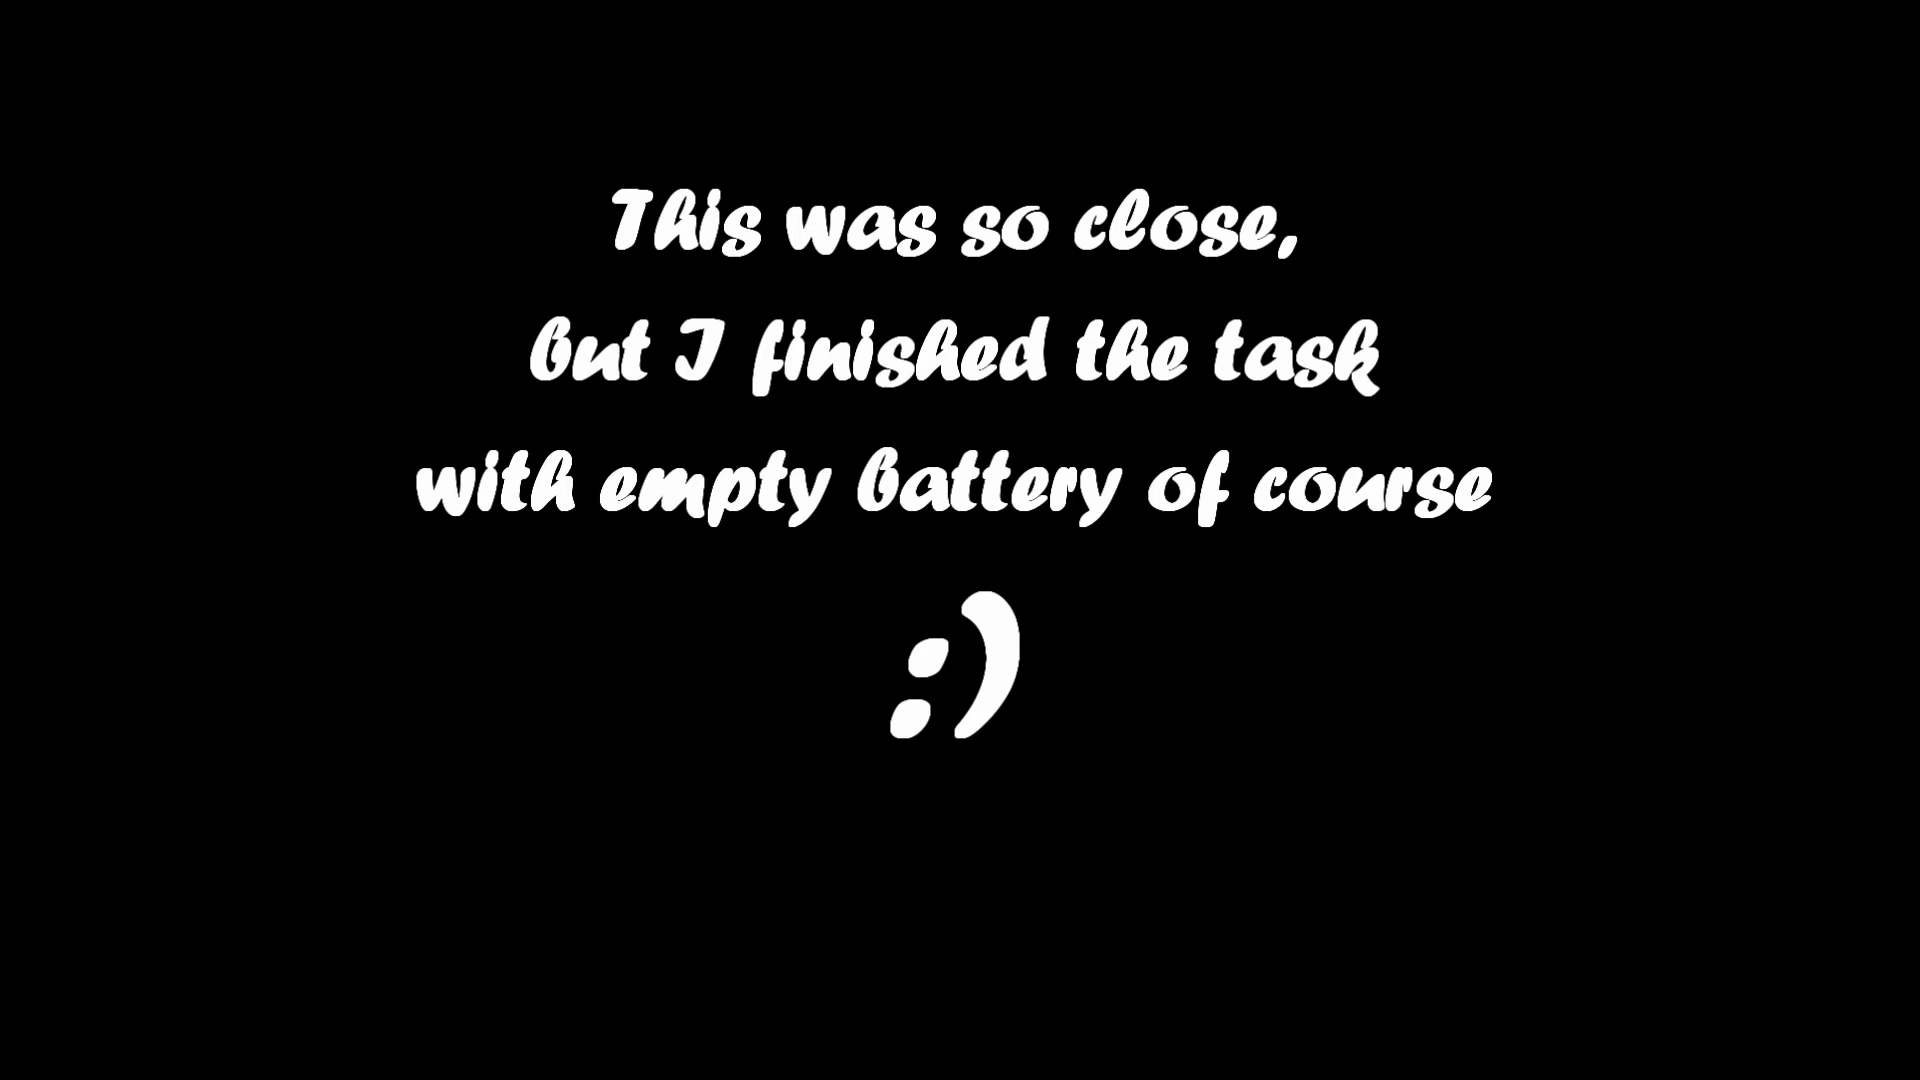 This was so close,
but I finished the task
with empty battery of course
:)